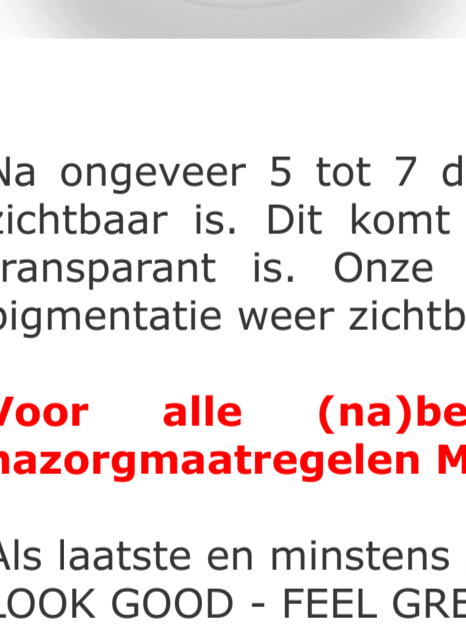 Na ongeveer 5 tot 7 d
zichtbaar is. Dit komt
transparant is. Onze
pigmentatie weer zichtb
Voor alle (na)be
nazorgmaatregelen M
Als laatste en minstens
LOOK GOOD - FEEL GRE